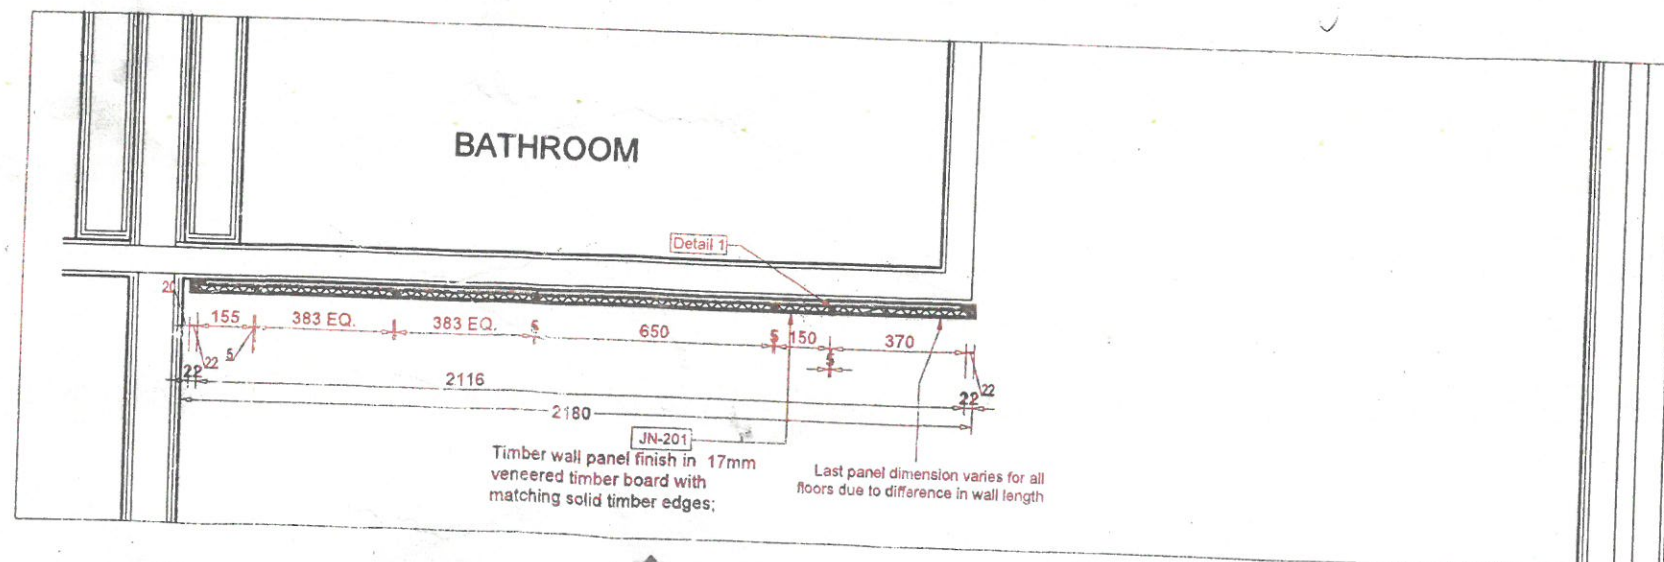 BATHROOM
Detail 1
20
155
383 EQ.
383 EQ.
5
650
5
150
370
5
22
5
22
22
2116
22
2180
JN-201
Timber wall panel finish in 17mm
veneered timber board with
matching solid timber edges;
Last panel dimension varies for all
floors due to difference in wall length